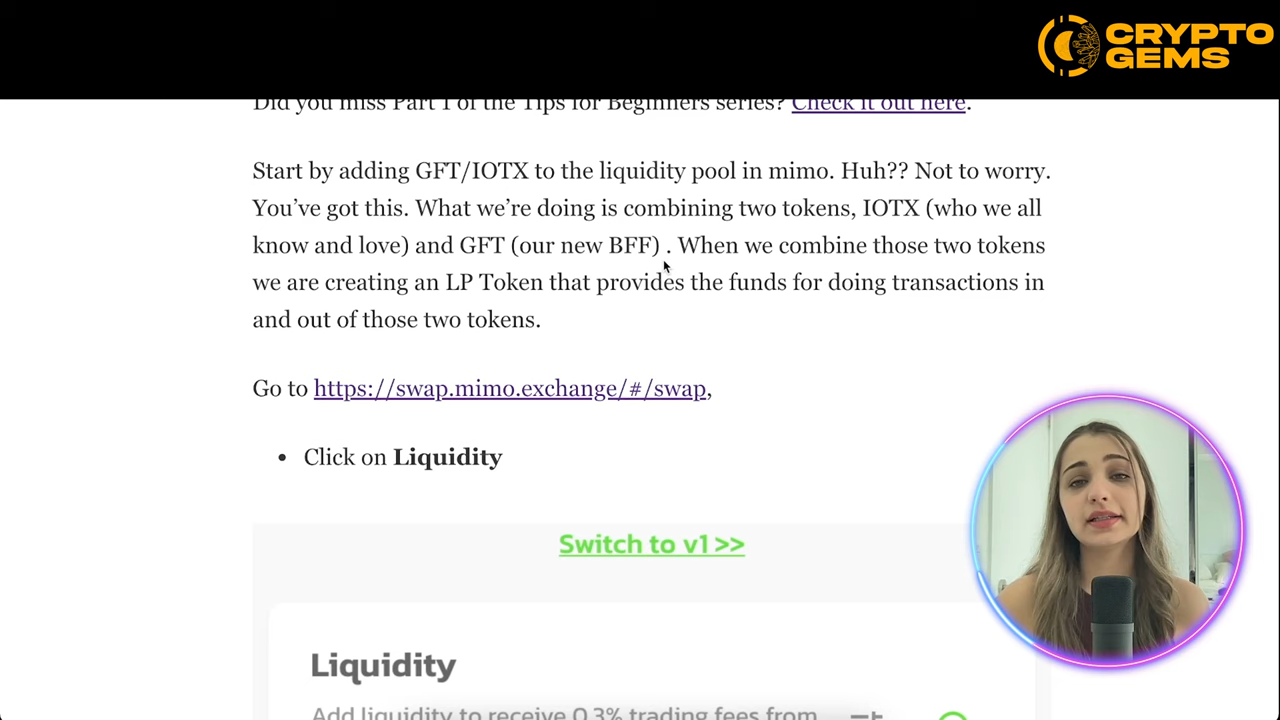 CRYPTO
GEMS
Did you miss Part 1 of the Tips for Beginners series? Check it out here.
Start by adding GFT/IOTX to the liquidity pool in mimo. Huh?? Not to worry.
You've got this. What we're doing is combining two tokens, IOTX (who we all
know and love) and GFT (our new BFF) . When we combine those two tokens
we are creating an LP Token that provides the funds for doing transactions in
and out of those two tokens.
Go to https://swap.mimo.exchange/#/swap,
• Click on Liquidity
Switch to v1 >>
Liquidity
Add liquidity to receive 0.3% trading fees from